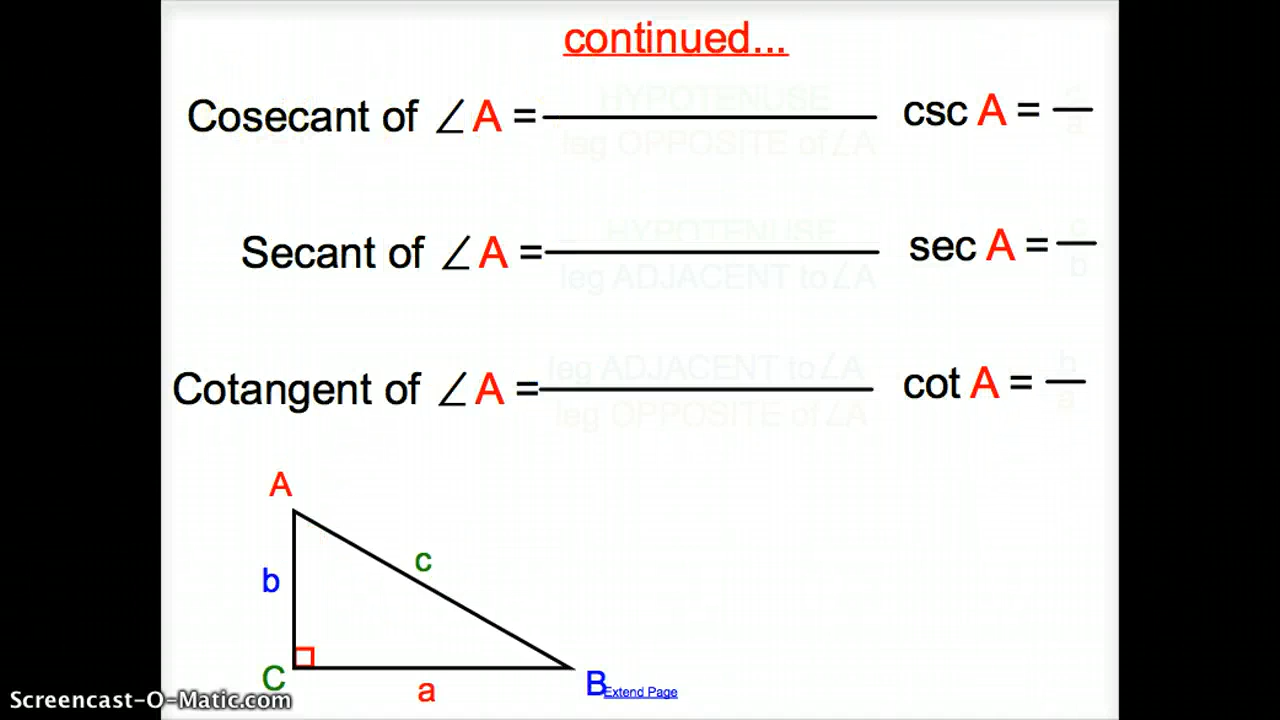 continued...
HYPOTENUSE
Cosecant of ∠A = csc A =
leg OPPOSITE of ∠A a
HYPOTENUSE c
Secant of ∠A = sec A =
leg ADJACENT to ∠A b
leg ADJACENT to ∠A b
Cotangent of ∠A = cot A =
leg OPPOSITE of ∠A a
A
c
b
C
a
B
Extend Page
Screencast-O-Matic.com